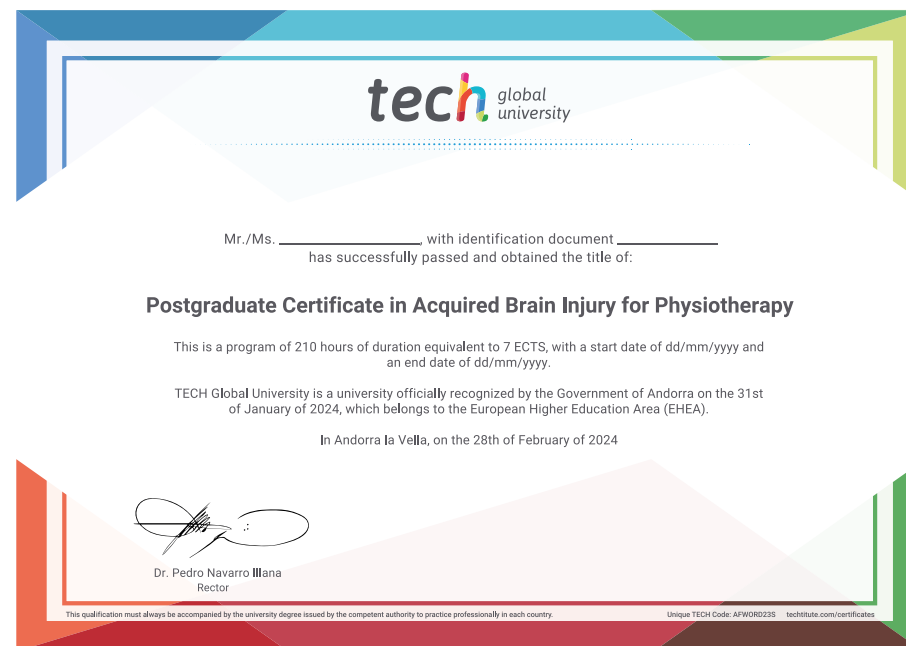 tech global
university
Mr./Ms. ____________, with identification document ____________
has successfully passed and obtained the title of:
Postgraduate Certificate in Acquired Brain Injury for Physiotherapy
This is a program of 210 hours of duration equivalent to 7 ECTS, with a start date of dd/mm/yyyy and
an end date of dd/mm/yyyy.
TECH Global University is a university officially recognized by the Government of Andorra on the 31st
of January of 2024, which belongs to the European Higher Education Area (EHEA).
In Andorra la Vella, on the 28th of February of 2024
Dr. Pedro Navarro Illana
Rector
This qualification must always be accompanied by the university degree issued by the competent authority to practice professionally in each country.
Unique TECH Code: AFWORD23S techtitute.com/certificates